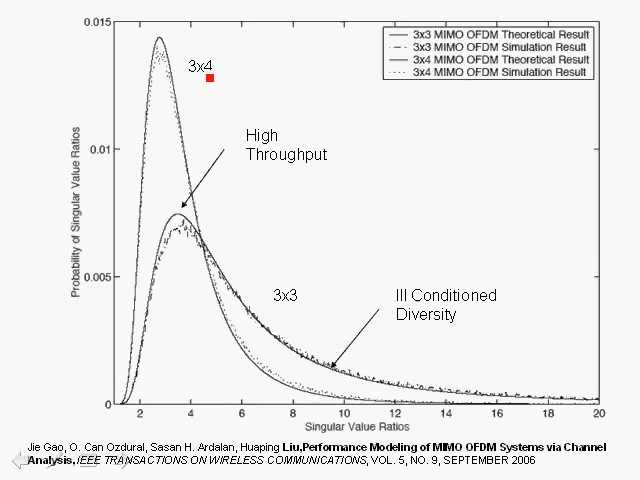 0.015
3x3 MIMO OFDM Theoretical Result
3x3 MIMO OFDM Simulation Result
3x4 MIMO OFDM Theoretical Result
3x4 MIMO OFDM Simulation Result
3x4
High
Throughput
0.01
Probability of Singular Value Ratios
0.005
3x3
Ill Conditioned
Diversity
0
2 4 6 8 10 12 14 16 18 20
Singular Value Ratios
Jie Gao, O. Can Ozdural, Sasan H. Ardalan, Huaping Liu,Performance Modeling of MIMO OFDM Systems via Channel
Analysis, IEEE TRANSACTIONS ON WIRELESS COMMUNICATIONS, VOL. 5, NO. 9, SEPTEMBER 2006